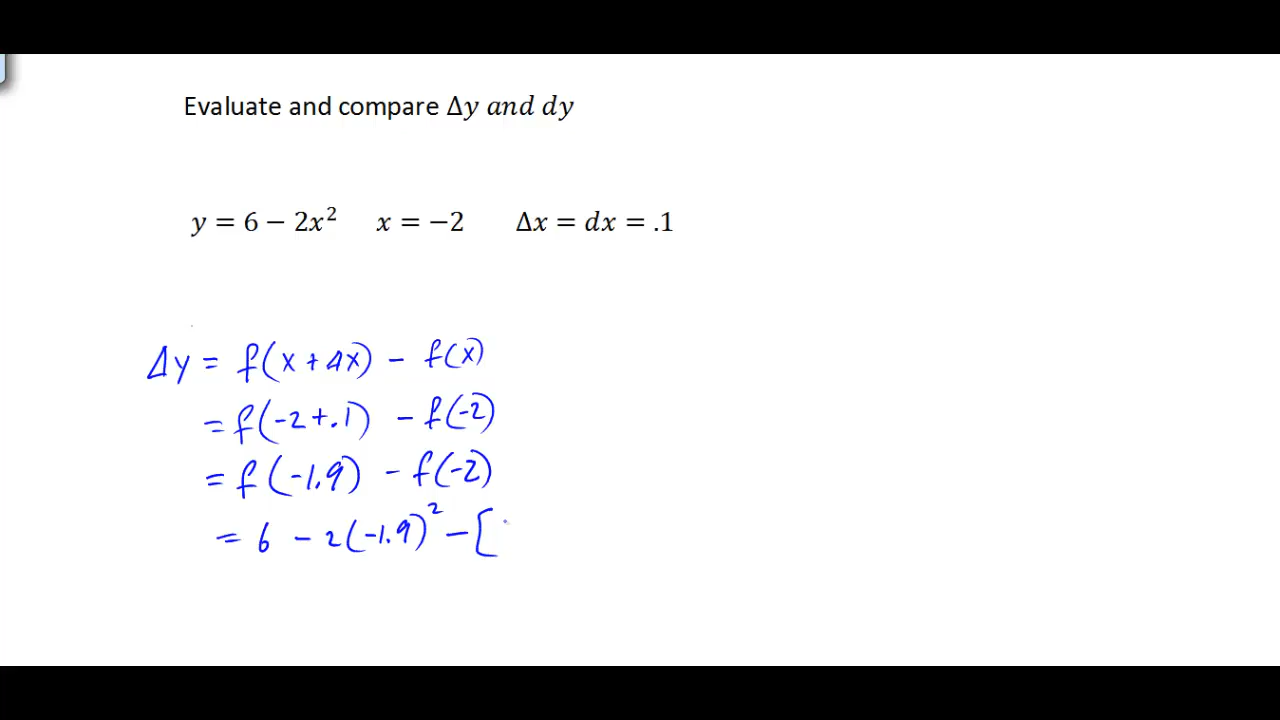 Evaluate and compare Δy and dy
y = 6 − 2x² x = −2 Δx = dx = .1
Δy = f(x + Δx) − f(x)
= f(-2 + .1) − f(-2)
= f(-1.9) − f(-2)
= 6 − 2(-1.9)² − [